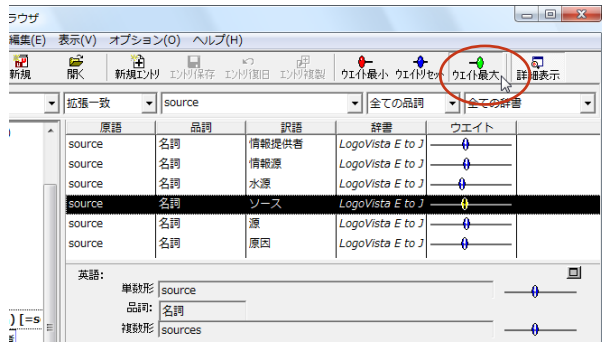 ラウザ
編集(E) 表示(V) オプション(O) ヘルプ(H)
新規 開く 新規エントリ エントリ保存 エントリ復旧 エントリ複製 ウエイト最小 ウエイトリセット ウエイト最大 詳細表示
拡張一致 source 全ての品詞 全ての辞書
原語 品詞 訳語 辞書 ウエイト
source 名詞 情報提供者 LogoVista E to J
source 名詞 情報源 LogoVista E to J
source 名詞 水源 LogoVista E to J
source 名詞 ソース LogoVista E to J
source 名詞 源 LogoVista E to J
source 名詞 原因 LogoVista E to J
英語:
単数形 source
品詞: 名詞
) [=s
複数形 sources